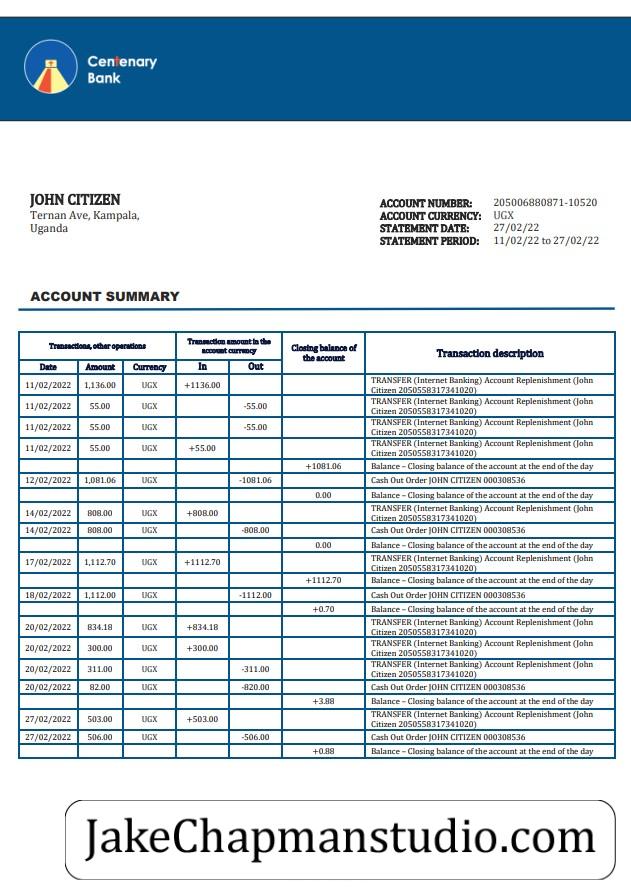 Centenary
Bank
JOHN CITIZEN
Ternan Ave, Kampala,
Uganda
ACCOUNT NUMBER: 205006880871-10520
ACCOUNT CURRENCY: UGX
STATEMENT DATE: 27/02/22
STATEMENT PERIOD: 11/02/22 to 27/02/22
ACCOUNT SUMMARY
Transactions, other operations
Transaction amount in the
account currency
Closing balance of
the account
Transaction description
Date Amount Currency In Out
11/02/2022 1,136.00 UGX +1136.00 TRANSFER (Internet Banking) Account Replenishment (John
Citizen 2050558317341020)
11/02/2022 55.00 UGX -55.00 TRANSFER (Internet Banking) Account Replenishment (John
Citizen 2050558317341020)
11/02/2022 55.00 UGX -55.00 TRANSFER (Internet Banking) Account Replenishment (John
Citizen 2050558317341020)
11/02/2022 55.00 UGX +55.00 TRANSFER (Internet Banking) Account Replenishment (John
Citizen 2050558317341020)
+1081.06 Balance – Closing balance of the account at the end of the day
12/02/2022 1,081.06 UGX -1081.06 Cash Out Order JOHN CITIZEN 000308536
0.00 Balance – Closing balance of the account at the end of the day
14/02/2022 808.00 UGX +808.00 TRANSFER (Internet Banking) Account Replenishment (John
Citizen 2050558317341020)
14/02/2022 808.00 UGX -808.00 Cash Out Order JOHN CITIZEN 000308536
0.00 Balance – Closing balance of the account at the end of the day
17/02/2022 1,112.70 UGX +1112.70 TRANSFER (Internet Banking) Account Replenishment (John
Citizen 2050558317341020)
+1112.70 Balance – Closing balance of the account at the end of the day
18/02/2022 1,112.00 UGX -1112.00 Cash Out Order JOHN CITIZEN 000308536
+0.70 Balance – Closing balance of the account at the end of the day
20/02/2022 834.18 UGX +834.18 TRANSFER (Internet Banking) Account Replenishment (John
Citizen 2050558317341020)
20/02/2022 300.00 UGX +300.00 TRANSFER (Internet Banking) Account Replenishment (John
Citizen 2050558317341020)
20/02/2022 311.00 UGX -311.00 TRANSFER (Internet Banking) Account Replenishment (John
Citizen 2050558317341020)
20/02/2022 82.00 UGX -820.00 Cash Out Order JOHN CITIZEN 000308536
+3.88 Balance – Closing balance of the account at the end of the day
27/02/2022 503.00 UGX +503.00 TRANSFER (Internet Banking) Account Replenishment (John
Citizen 2050558317341020)
27/02/2022 506.00 UGX -506.00 Cash Out Order JOHN CITIZEN 000308536
+0.88 Balance – Closing balance of the account at the end of the day
JakeChapmanstudio.com